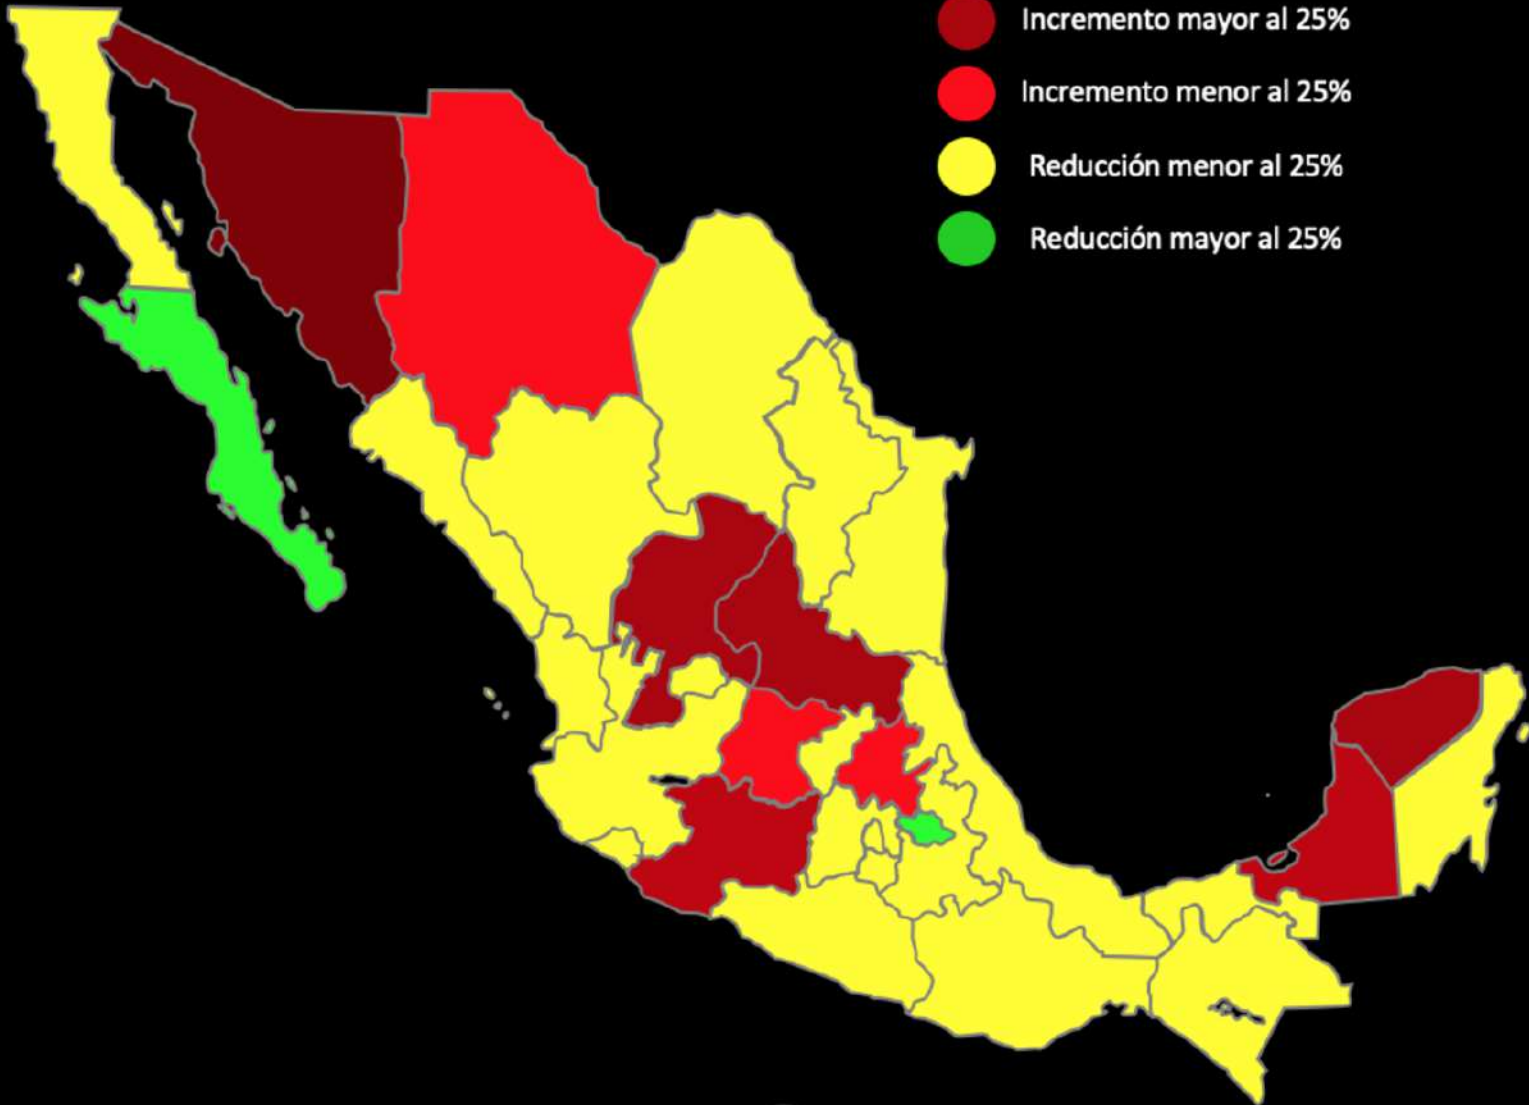 Incremento mayor al 25%
Incremento menor al 25%
Reducción menor al 25%
Reducción mayor al 25%